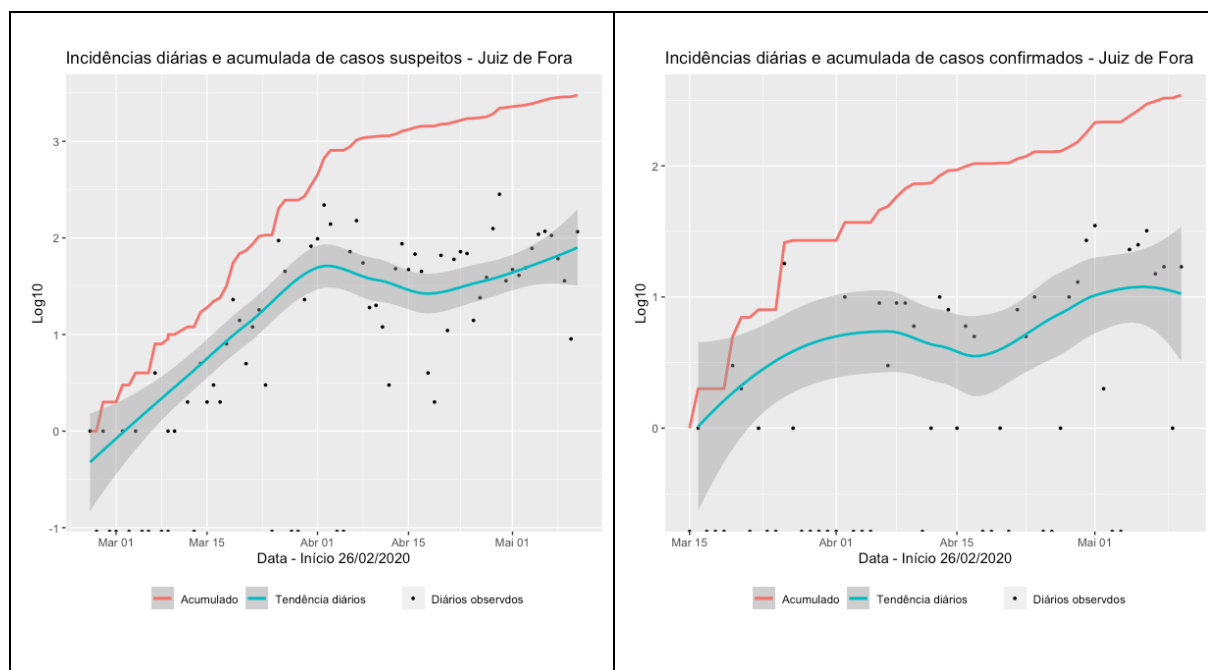 Incidências diárias e acumulada de casos suspeitos - Juiz de Fora
Log10
3
2
1
0
-1
Mar 01 Mar 15 Abr 01 Abr 15 Mai 01
Data - Início 26/02/2020
Acumulado Tendência diários Diários observdos
Incidências diárias e acumulada de casos confirmados - Juiz de Fora
Log10
2
1
0
Mar 15 Abr 01 Abr 15 Mai 01
Data - Início 26/02/2020
Acumulado Tendência diários Diários observdos